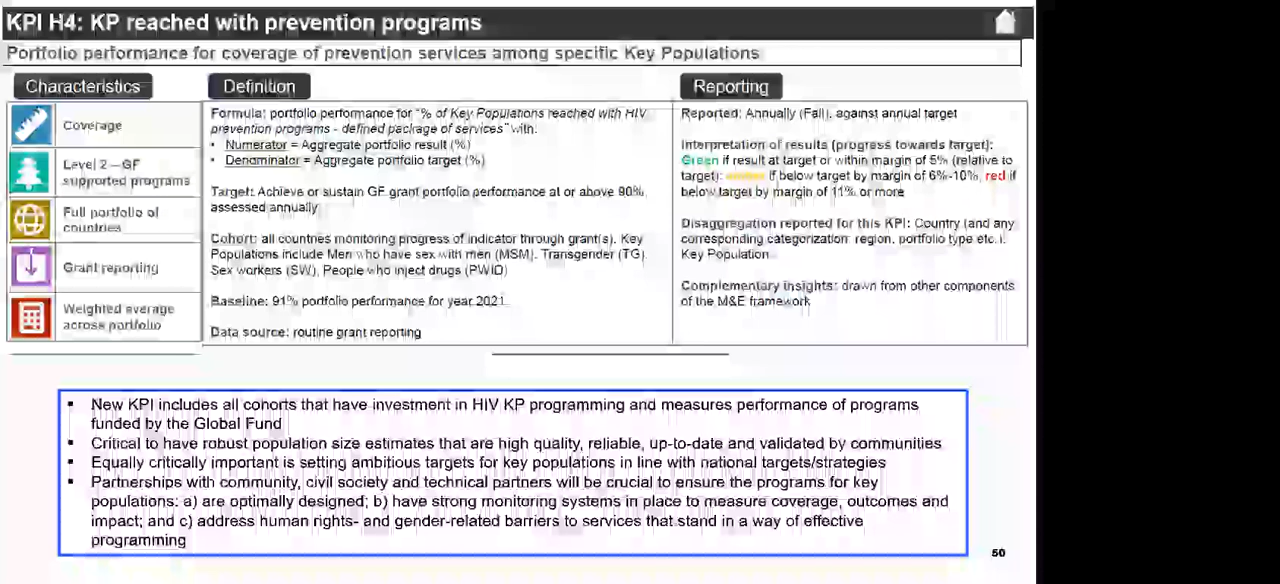 KPI H4: KP reached with prevention programs
Portfolio performance for coverage of prevention services among specific Key Populations
Characteristics
Coverage
Level 2 – GF
supported programs
Full portfolio of
countries
Grant reporting
Weighted average
across portfolio
Definition
Formula: portfolio performance for "% of Key Populations reached with HIV
prevention programs - defined package of services" with:
• Numerator = Aggregate portfolio result (%)
• Denominator = Aggregate portfolio target (%)
Target: Achieve or sustain GF grant portfolio performance at or above 90%,
assessed annually
Cohort: all countries monitoring progress of indicator through grant(s). Key
Populations include Men who have sex with men (MSM), Transgender (TG)
Sex workers (SW), People who inject drugs (PWID)
Baseline: 91% portfolio performance for year 2021
Data source: routine grant reporting
Reporting
Reported: Annually (Fall), against annual target
Interpretation of results (progress towards target):
Green if result at target or within margin of 5% (relative to
target); if below target by margin of 6%-10%, red if
below target by margin of 11% or more
Disaggregation reported for this KPI: Country (and any
corresponding categorization region, portfolio type etc.),
Key Population
Complementary insights: drawn from other components
of the M&E framework
▪ New KPI includes all cohorts that have investment in HIV KP programming and measures performance of programs
funded by the Global Fund
▪ Critical to have robust population size estimates that are high quality, reliable, up-to-date and validated by communities
▪ Equally critically important is setting ambitious targets for key populations in line with national targets/strategies
▪ Partnerships with community, civil society and technical partners will be crucial to ensure the programs for key
populations: a) are optimally designed; b) have strong monitoring systems in place to measure coverage, outcomes and
impact; and c) address human rights- and gender-related barriers to services that stand in a way of effective
programming
50